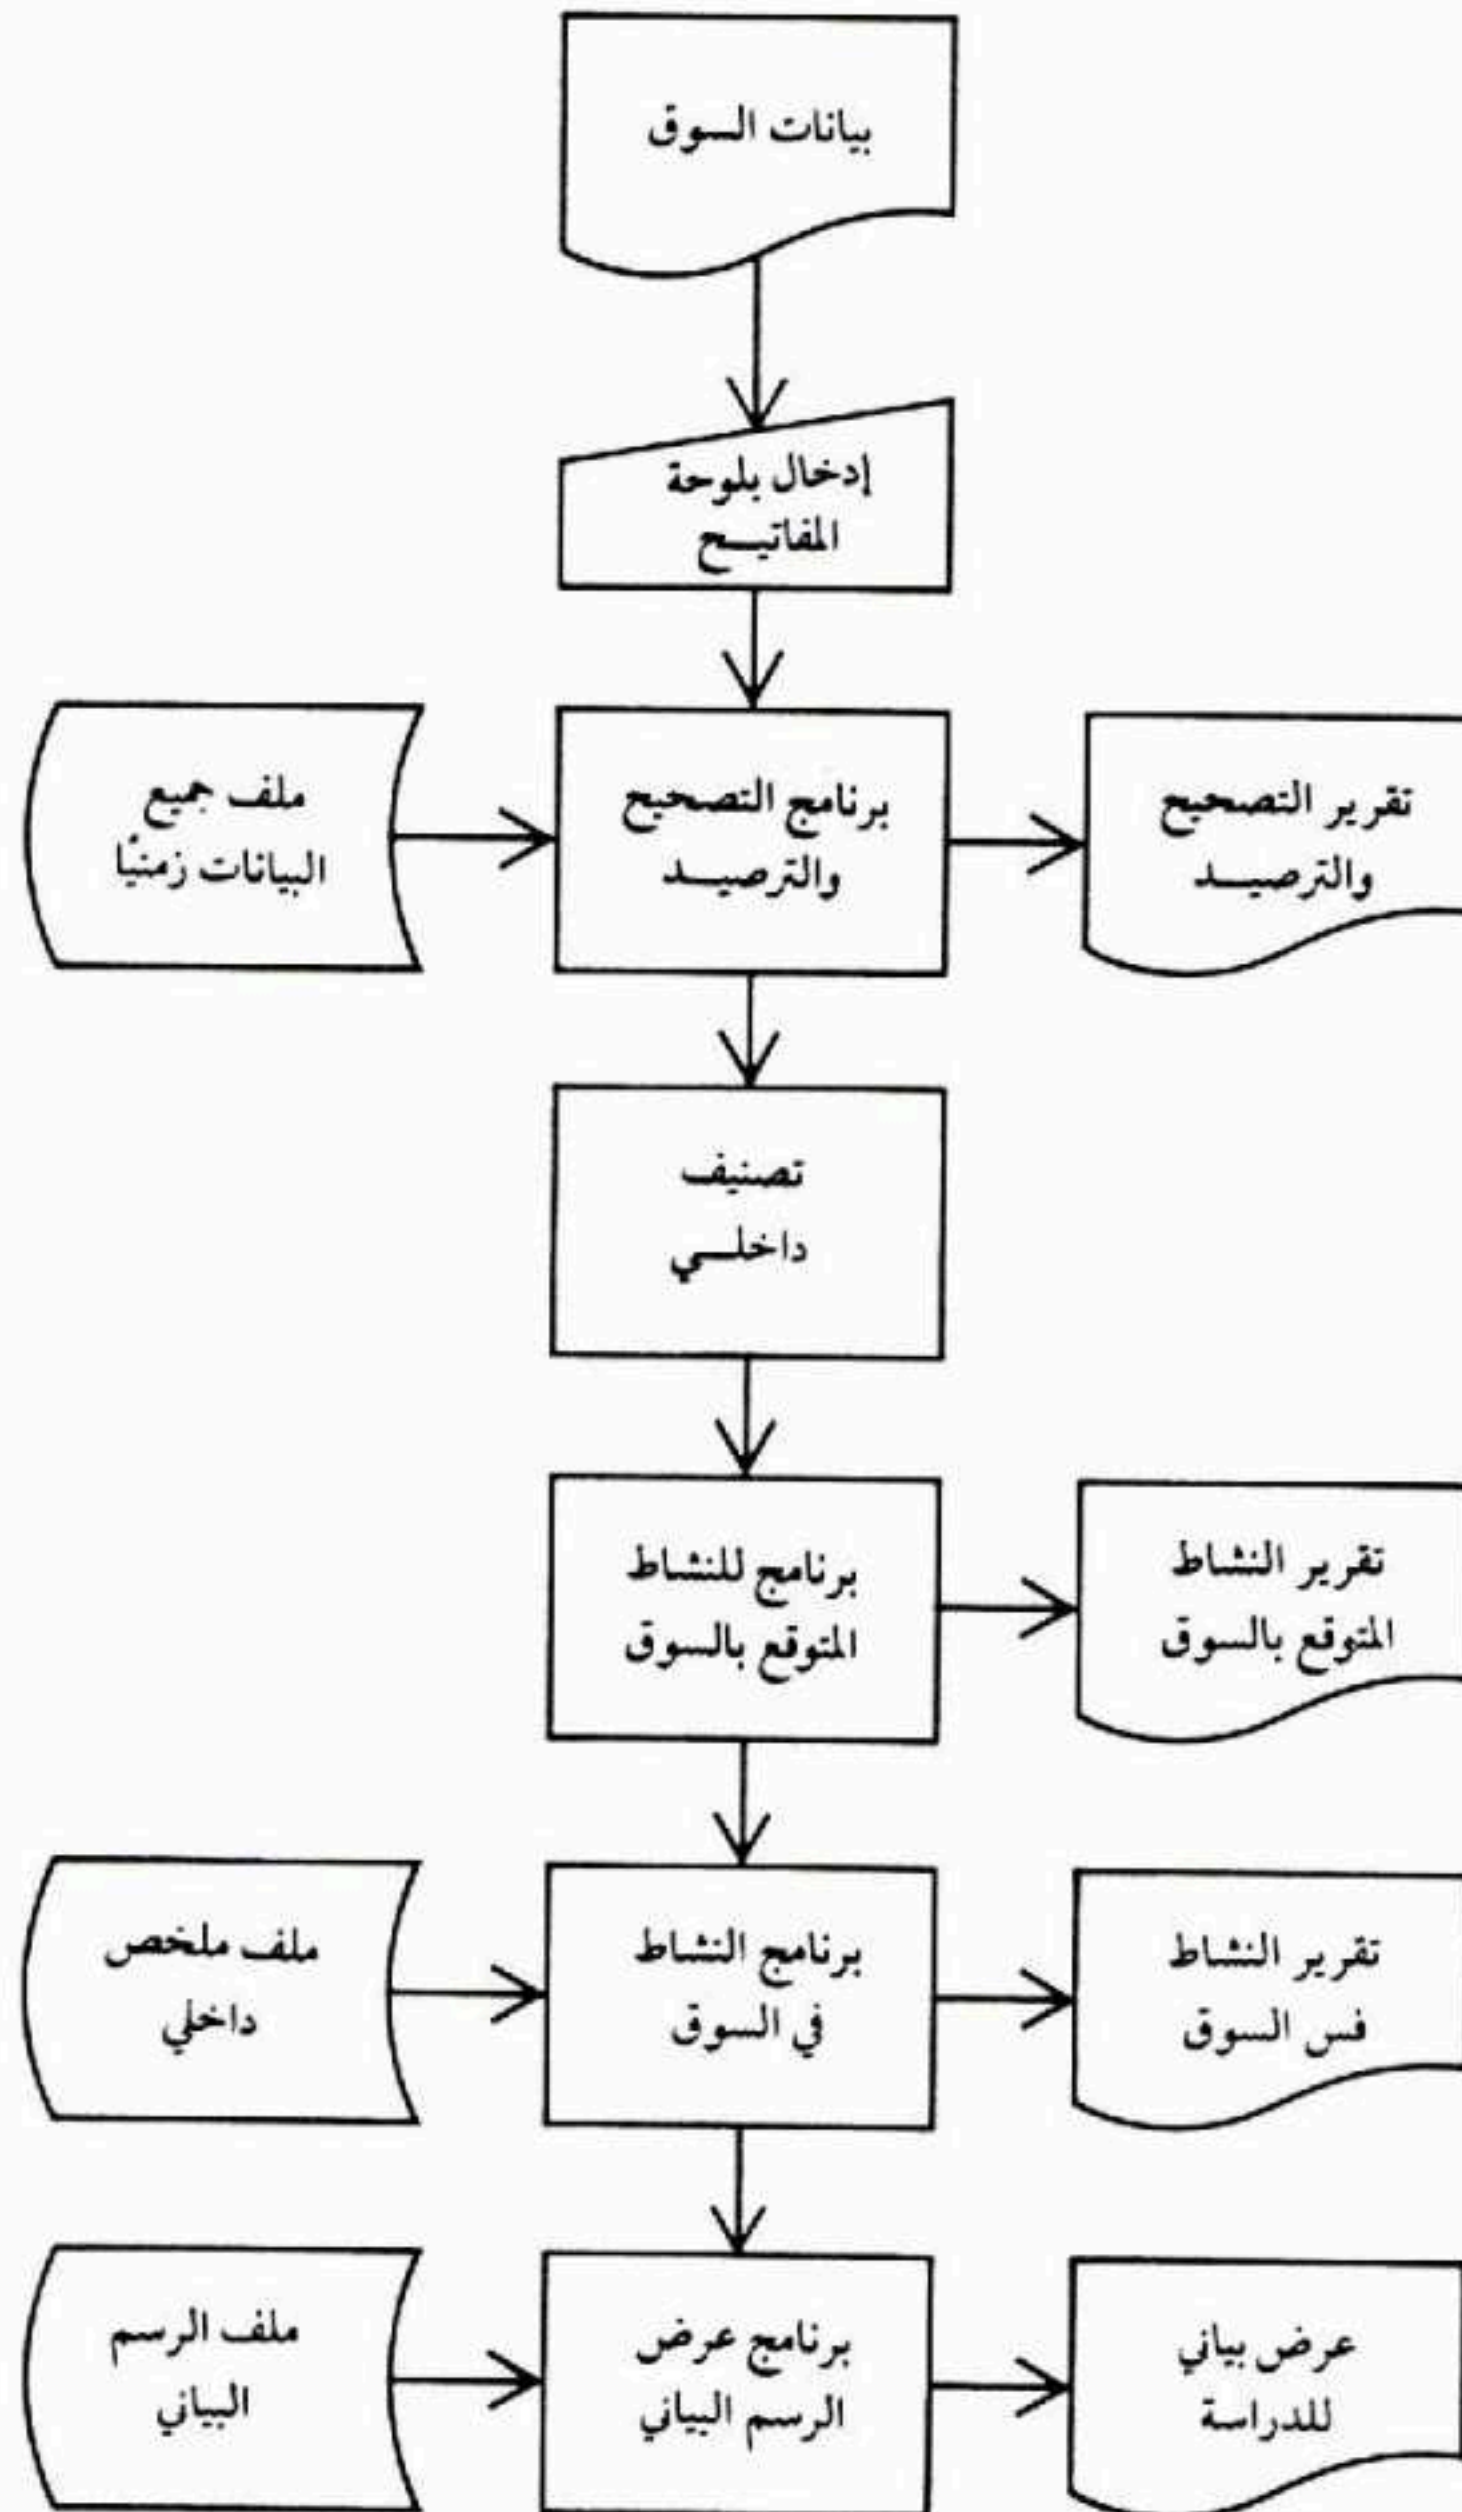 بيانات السوق
إدخال بلوحة
المفاتيح
ملف جميع
البيانات زمنيًا
برنامج التصحيح
والترصيد
تقرير التصحيح
والترصيد
تصنيف
داخلي
برنامج للنشاط
المتوقع بالسوق
تقرير النشاط
المتوقع بالسوق
ملف ملخص
داخلي
برنامج النشاط
في السوق
تقرير النشاط
فس السوق
ملف الرسم
البياني
برنامج عرض
الرسم البياني
عرض بياني
للدراسة